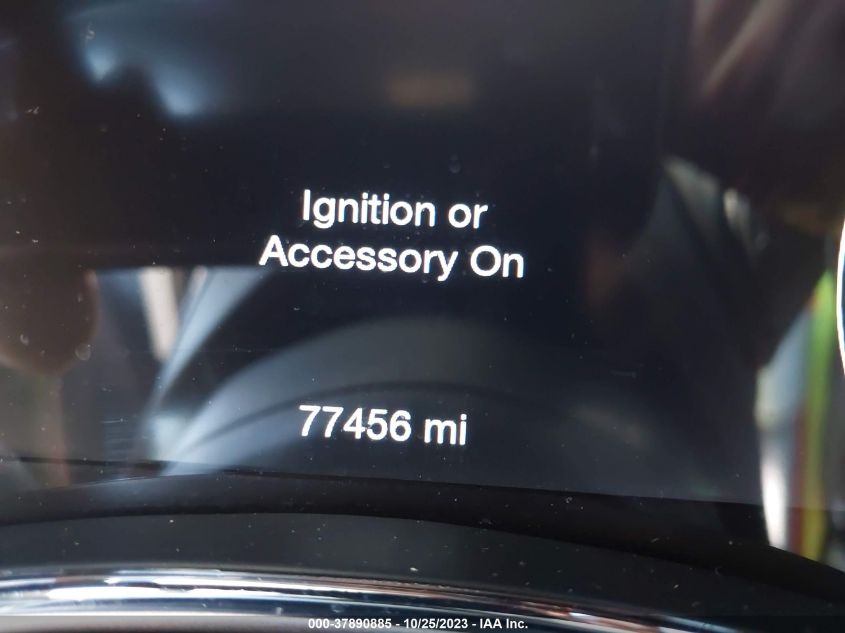 Ignition or
Accessory On
77456 mi
000-37890885 - 10/25/2023 - IAA Inc.